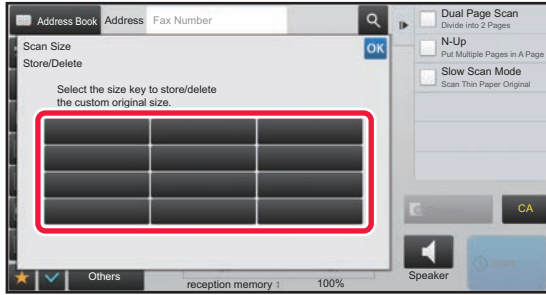 Address Book Address Fax Number
Scan Size
OK
Store/Delete
Select the size key to store/delete
the custom original size.
Dual Page Scan
Divide into 2 Pages
N-Up
Put Multiple Pages in A Page
Slow Scan Mode
Scan Thin Paper Original
CA
Start
Speaker
Others
reception memory : 100%